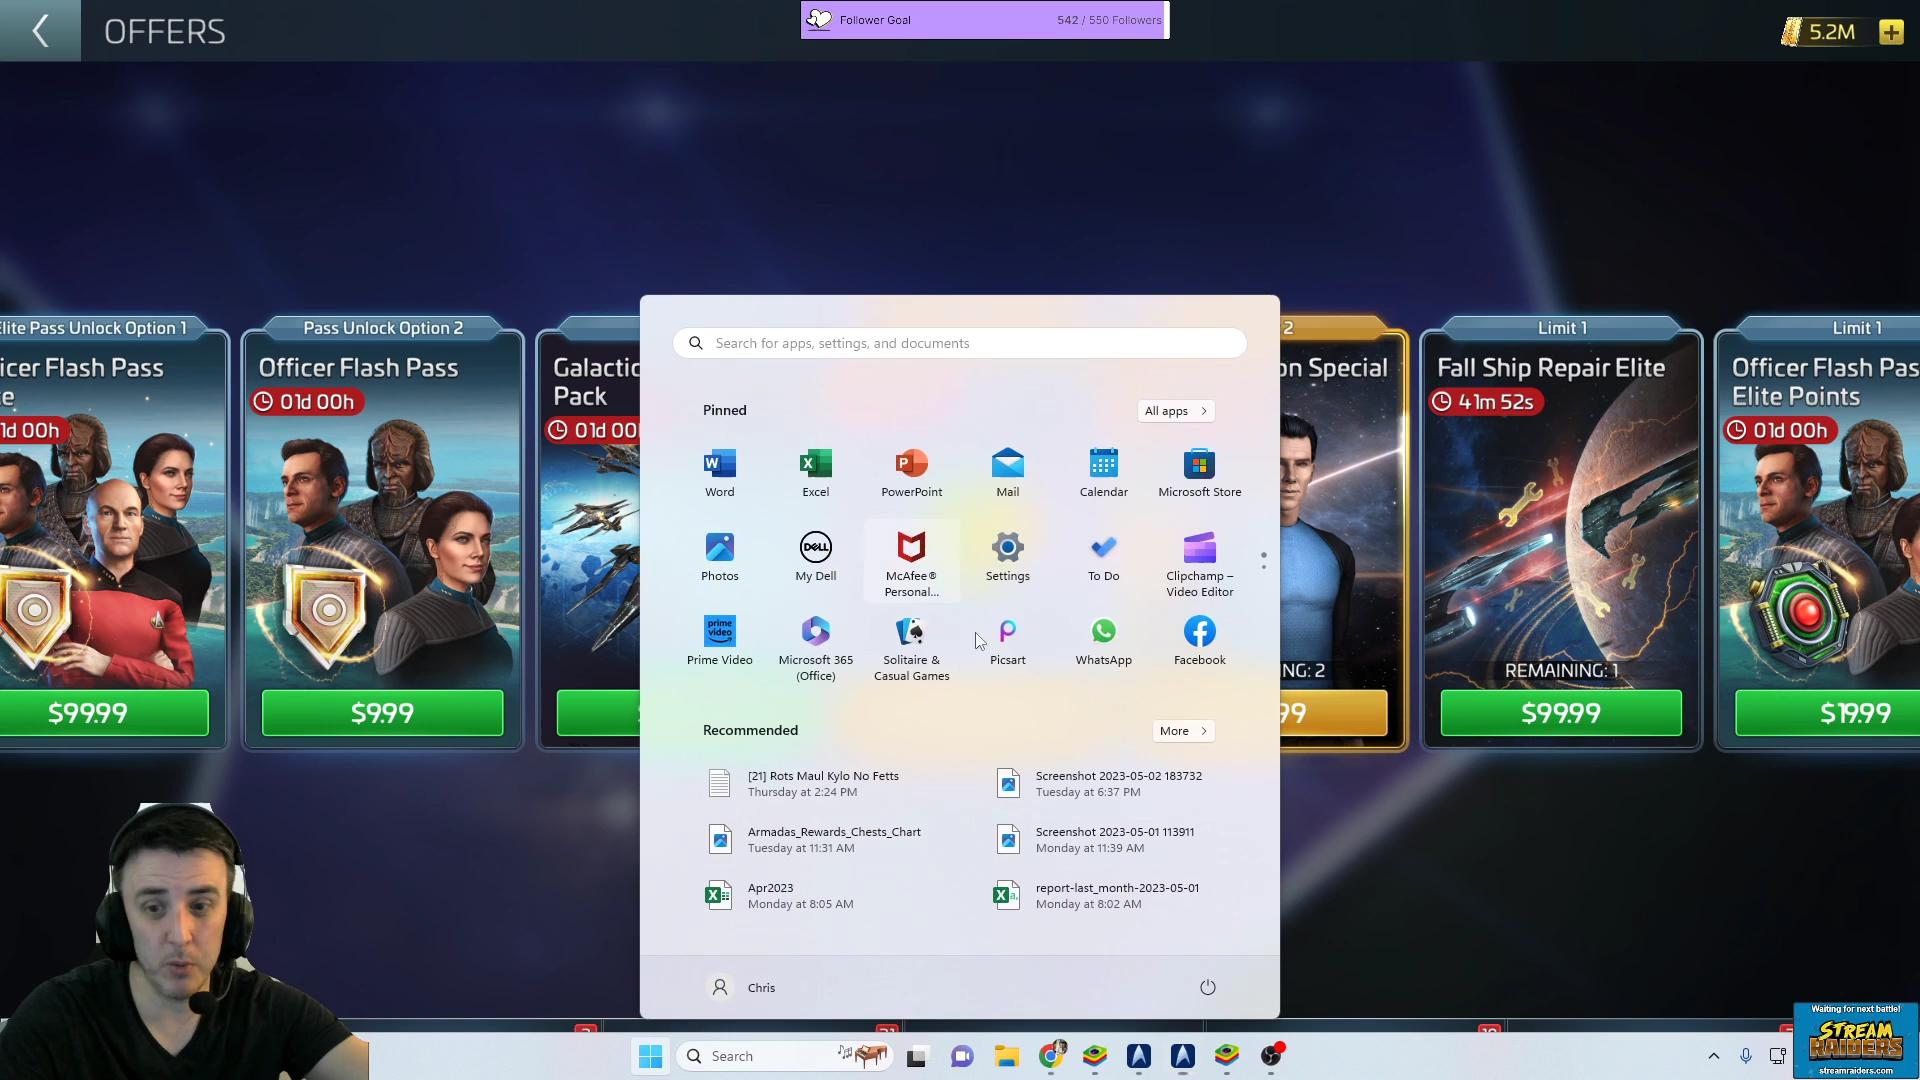 OFFERS
Follower Goal
542 / 550 Followers
5.2M
Elite Pass Unlock Option 1
icer Flash Pass
1d 00h
$99.99
Pass Unlock Option 2
Officer Flash Pass
01d 00h
$9.99
Galactic
Pack
01d 00h
2
on Special
NG: 2
99
Limit 1
Fall Ship Repair Elite
41m 52s
REMAINING: 1
$99.99
Limit 1
Officer Flash Pas
Elite Points
01d 00h
$19.99
Search for apps, settings, and documents
Pinned
All apps
Word
Excel
PowerPoint
Mail
Calendar
Microsoft Store
Photos
My Dell
McAfee®
Personal...
Settings
To Do
Clipchamp –
Video Editor
Prime Video
Microsoft 365
(Office)
Solitaire &
Casual Games
Picsart
WhatsApp
Facebook
Recommended
More
[21] Rots Maul Kylo No Fetts
Thursday at 2:24 PM
Screenshot 2023-05-02 183732
Tuesday at 6:37 PM
Armadas_Rewards_Chests_Chart
Tuesday at 11:31 AM
Screenshot 2023-05-01 113911
Monday at 11:39 AM
Apr2023
Monday at 8:05 AM
report-last_month-2023-05-01
Monday at 8:02 AM
Chris
Search
Waiting for next battle!
STREAM
RAIDERS
streamraiders.com